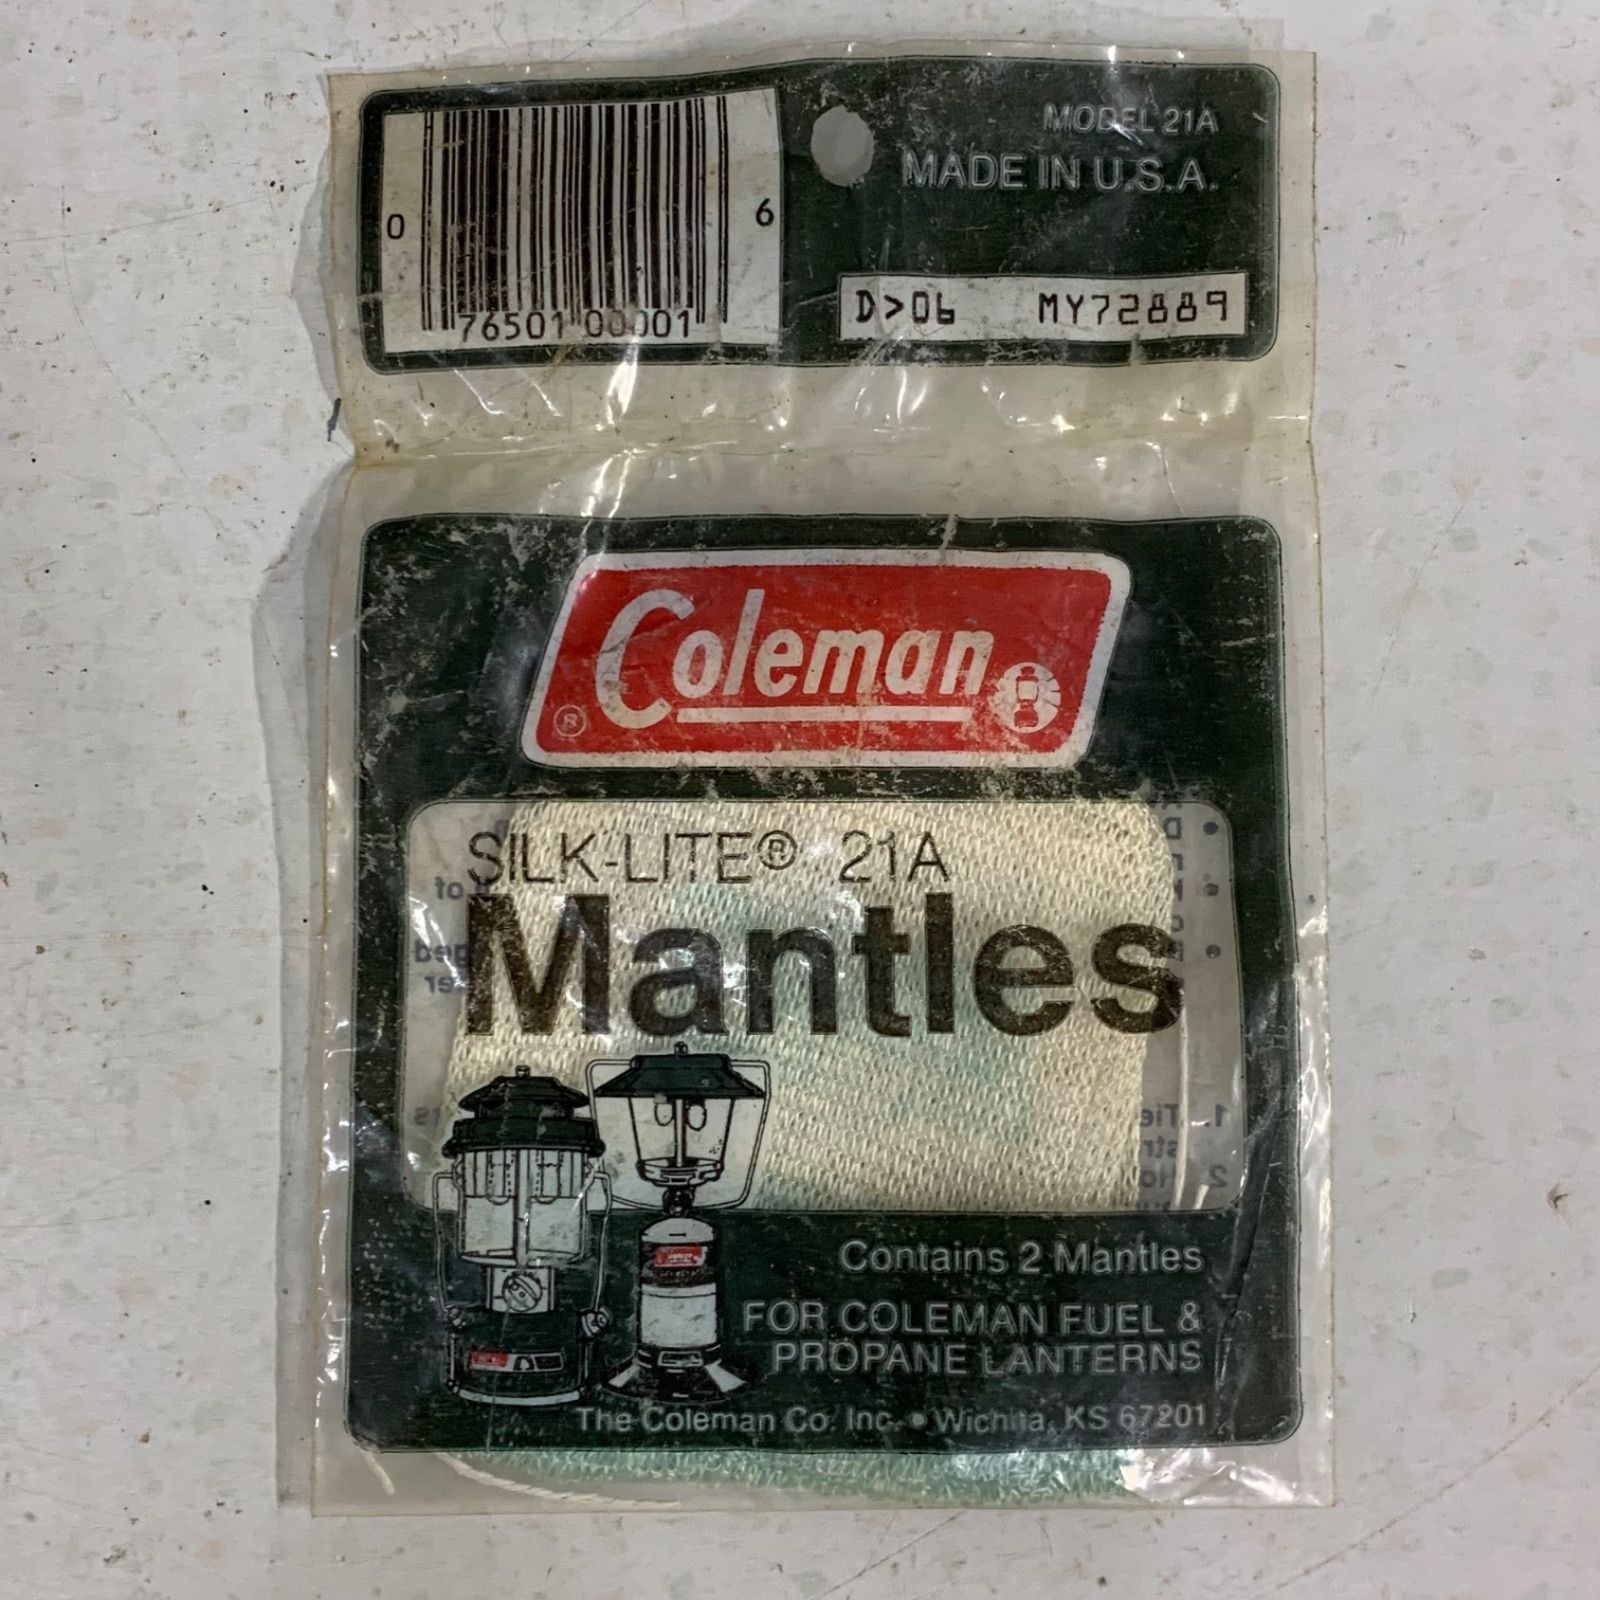 MODEL 21A
MADE IN U.S.A.
0 76501 00001 6
D>06 MY72889
Coleman
®
SILK-LITE® 21A
Mantles
Coleman
Contains 2 Mantles
FOR COLEMAN FUEL &
PROPANE LANTERNS
The Coleman Co. Inc. • Wichita, KS 67201